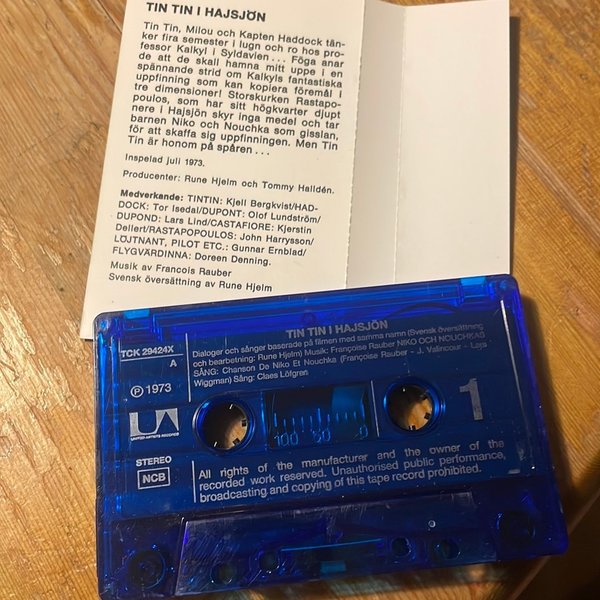 TIN TIN I HAJSJÖN
Tin Tin, Milou och Kapten Haddock tän-
ker fira semester i lugn och ro hos pro-
fessor Kalkyl i Syldavien... Föga anar
de att de skall hamna mitt uppe i en
spännande strid om Kalkyls fantastiska
uppfinning som kan kopiera föremål i
tre dimensioner! Storskurken Rastapo-
poulos, som har sitt högkvarter djupt
nere i Hajsjön skyr inga medel och tar
barnen Niko och Nouchka som gisslan,
för att skaffa sig uppfinningen. Men Tin
Tin är honom på spåren...
Inspelad juli 1973.
Producenter: Rune Hjelm och Tommy Halldén.
Medverkande: TINTIN: Kjell Bergkvist/HAD-
DOCK: Tor Isedal/DUPONT: Olof Lundström/
DUPOND: Lars Lind/CASTAFIORE: Kjerstin
Dellert/RASTAPOPOULOS: John Harrysson/
LÖJTNANT, PILOT ETC.: Gunnar Ernblad/
FLYGVÄRDINNA: Doreen Denning.
Musik av Francois Rauber
Svensk översättning av Rune Hjelm
TIN TIN I HAJSJÖN
TCK 29424X
A
Dialoger och sånger baserade på filmen med samma namn (Svensk översättning
och bearbetning: Rune Hjelm) Musik: Françoise Rauber NIKO OCH NOUCHKAS
SÅNG: Chanson De Niko Et Nouchka (Françoise Rauber - J. Valincour - Lars
Wiggman) Sång: Claes Löfgren
Ⓟ 1973
UA
UNITED ARTISTS RECORDS
100 50 0
1
STEREO
NCB
All rights of the manufacturer and the owner of the
recorded work reserved. Unauthorised public performance,
broadcasting and copying of this tape record prohibited.